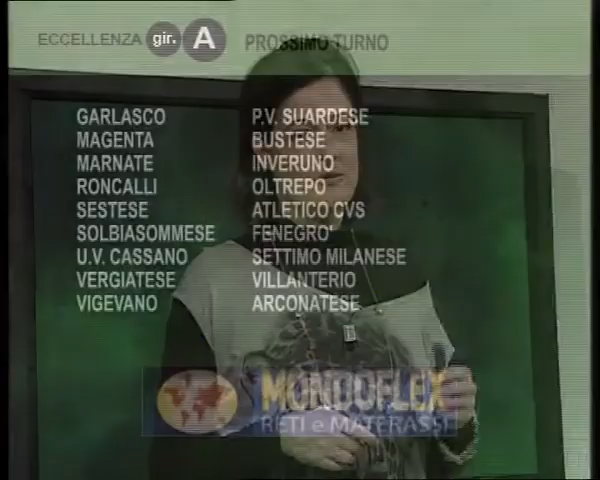 ECCELLENZA gir. A PROSSIMO TURNO
GARLASCO P.V. SUARDESE
MAGENTA BUSTESE
MARNATE INVERUNO
RONCALLI OLTREPO
SESTESE ATLETICO CVS
SOLBIASOMMESE FENEGRO'
U.V. CASSANO SETTIMO MILANESE
VERGIATESE VILLANTERIO
VIGEVANO ARCONATESE
MONDOFLEX
RETI e MATERASSI